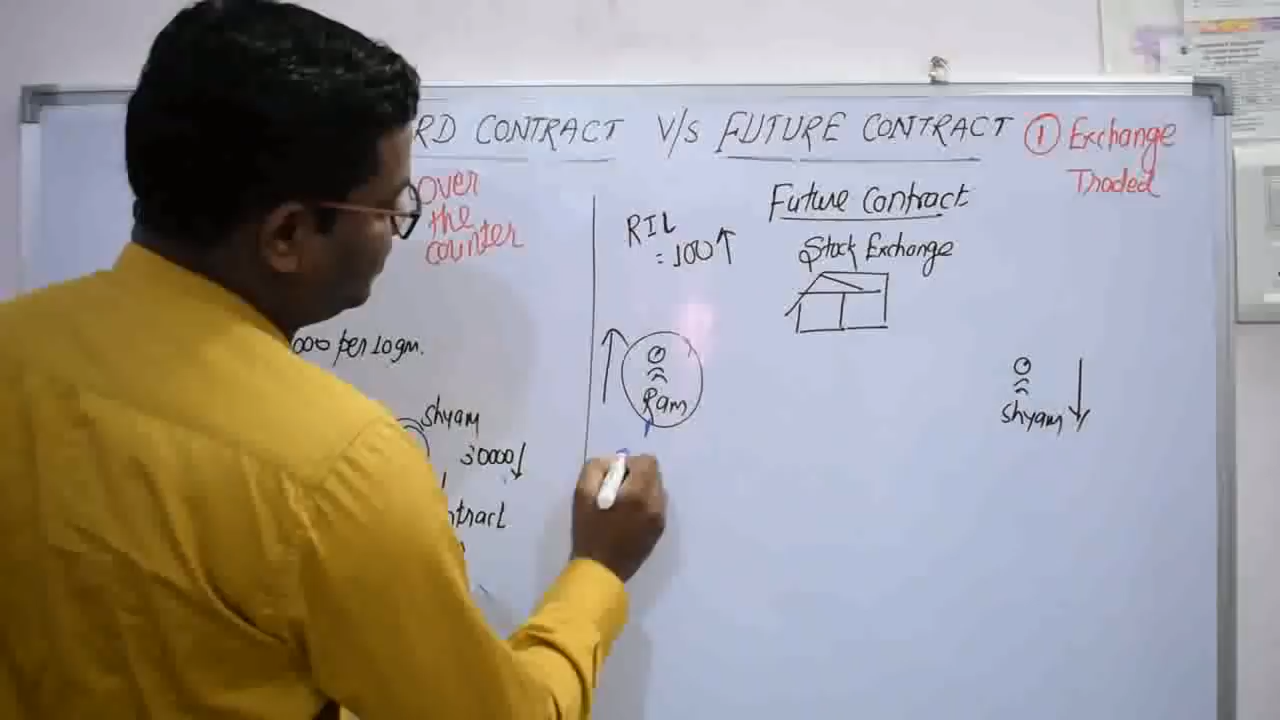 RD CONTRACT V/S FUTURE CONTRACT
① Exchange
Traded
over
the
counter
000 per 10 gm.
Shyam
30000↓
ntract
Future Contract
RIL
= 100↑
Stock Exchange
Ram
Shyam